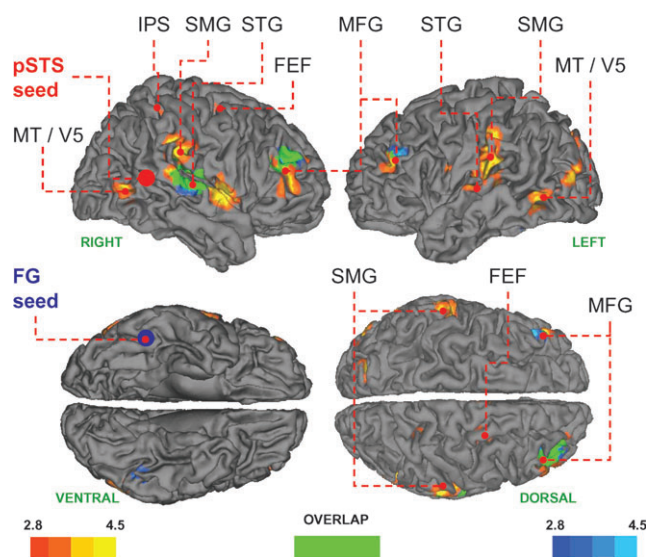 IPS SMG STG MFG STG SMG
pSTS
seed
FEF
MT / V5
MT / V5
RIGHT LEFT
FG
seed
SMG FEF
MFG
VENTRAL DORSAL
2.8 4.5 OVERLAP 2.8 4.5